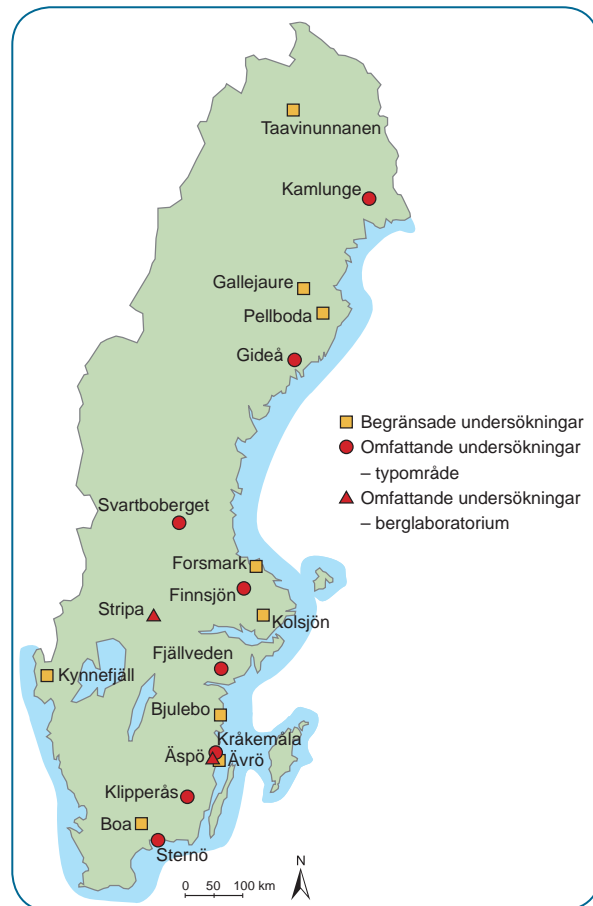 Taavinunnanen
Kamlunge
Gallejaure
Pellboda
Gideå
Begränsade undersökningar
Omfattande undersökningar
– typområde
Omfattande undersökningar
– berglaboratorium
Svartboberget
Forsmark
Finnsjön
Stripa
Kolsjön
Fjällveden
Kynnefjäll
Bjulebo
Kråkemåla
Äspö
Ävrö
Klipperås
Boa
Sternö
N
0 50 100 km